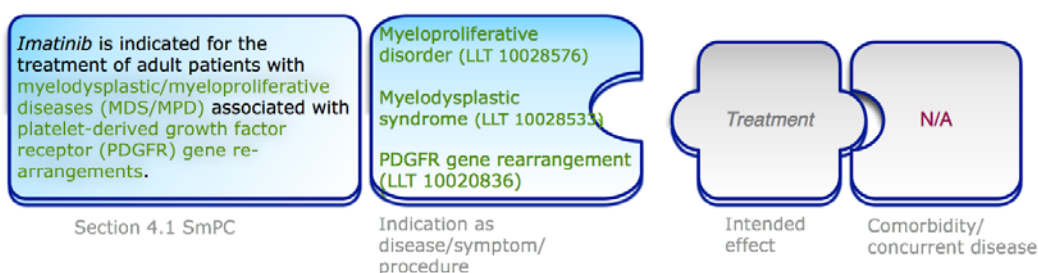 Imatinib is indicated for the
treatment of adult patients with
myelodysplastic/myeloproliferative
diseases (MDS/MPD) associated with
platelet-derived growth factor
receptor (PDGFR) gene re-
arrangements.
Section 4.1 SmPC
Myeloproliferative
disorder (LLT 10028576)
Myelodysplastic
syndrome (LLT 10028533)
PDGFR gene rearrangement
(LLT 10020836)
Indication as
disease/symptom/
procedure
Treatment
Intended
effect
N/A
Comorbidity/
concurrent disease